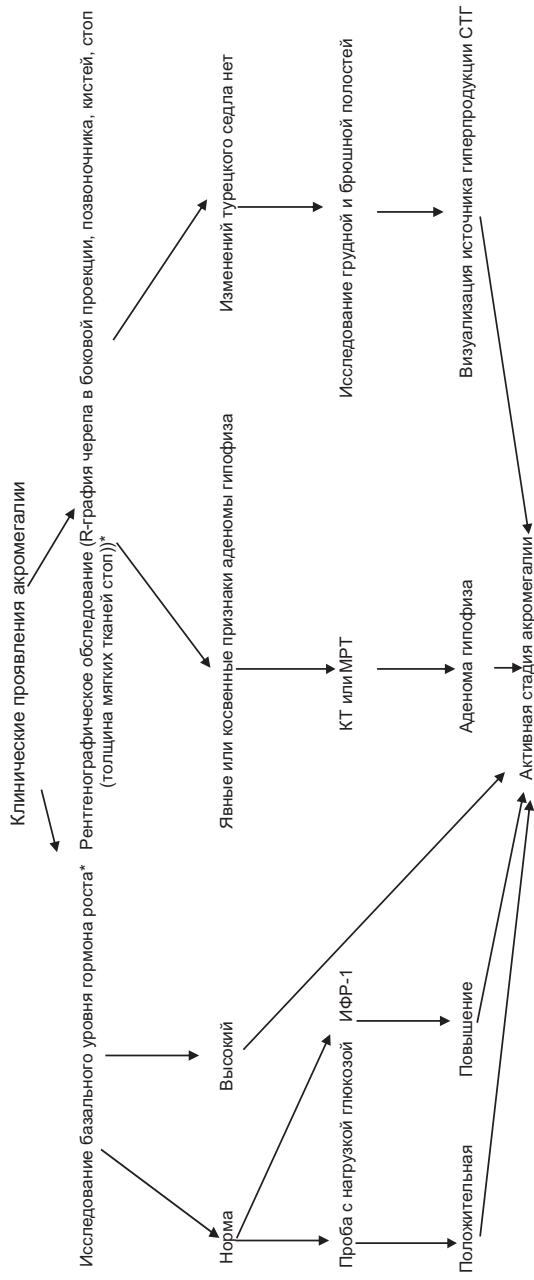 Клинические проявления акромегалии
Исследование базального уровня гормона роста*
Рентгенографическое обследование (R-графия черепа в боковой проекции, позвоночника, кистей, стоп
(толщина мягких тканей стоп))*
Норма
Высокий
Явные или косвенные признаки аденомы гипофиза
Изменений турецкого седла нет
Проба с нагрузкой глюкозой
ИФР-1
КТ или МРТ
Исследование грудной и брюшной полостей
Положительная
Повышение
Аденома гипофиза
Визуализация источника гиперпродукции СТГ
Активная стадия акромегалии